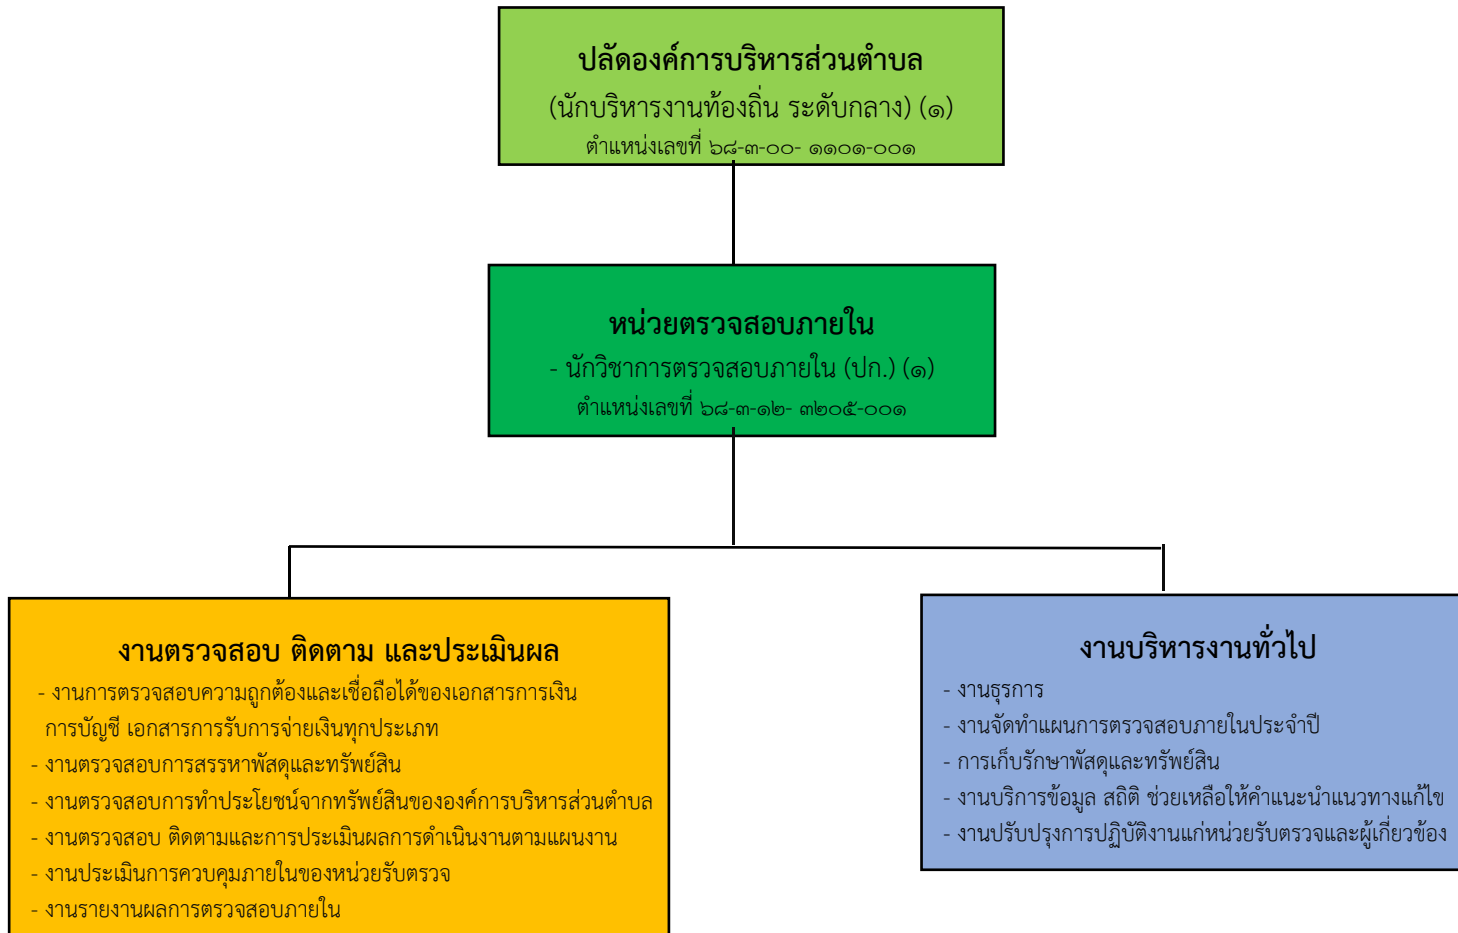 ปลัดองค์การบริหารส่วนตำบล
(นักบริหารงานท้องถิ่น ระดับกลาง) (๑)
ตำแหน่งเลขที่ ๖๘-๓-๐๐- ๑๑๐๑-๐๐๑
หน่วยตรวจสอบภายใน
- นักวิชาการตรวจสอบภายใน (ปก.) (๑)
ตำแหน่งเลขที่ ๖๘-๓-๑๒- ๓๒๐๕-๐๐๑
งานตรวจสอบ ติดตาม และประเมินผล
- งานการตรวจสอบความถูกต้องและเชื่อถือได้ของเอกสารการเงิน
การบัญชี เอกสารการรับการจ่ายเงินทุกประเภท
- งานตรวจสอบการสรรหาพัสดุและทรัพย์สิน
- งานตรวจสอบการทำประโยชน์จากทรัพย์สินขององค์การบริหารส่วนตำบล
- งานตรวจสอบ ติดตามและการประเมินผลการดำเนินงานตามแผนงาน
- งานประเมินการควบคุมภายในของหน่วยรับตรวจ
- งานรายงานผลการตรวจสอบภายใน
งานบริหารงานทั่วไป
- งานธุรการ
- งานจัดทำแผนการตรวจสอบภายในประจำปี
- การเก็บรักษาพัสดุและทรัพย์สิน
- งานบริการข้อมูล สถิติ ช่วยเหลือให้คำแนะนำแนวทางแก้ไข
- งานปรับปรุงการปฏิบัติงานแก่หน่วยรับตรวจและผู้เกี่ยวข้อง